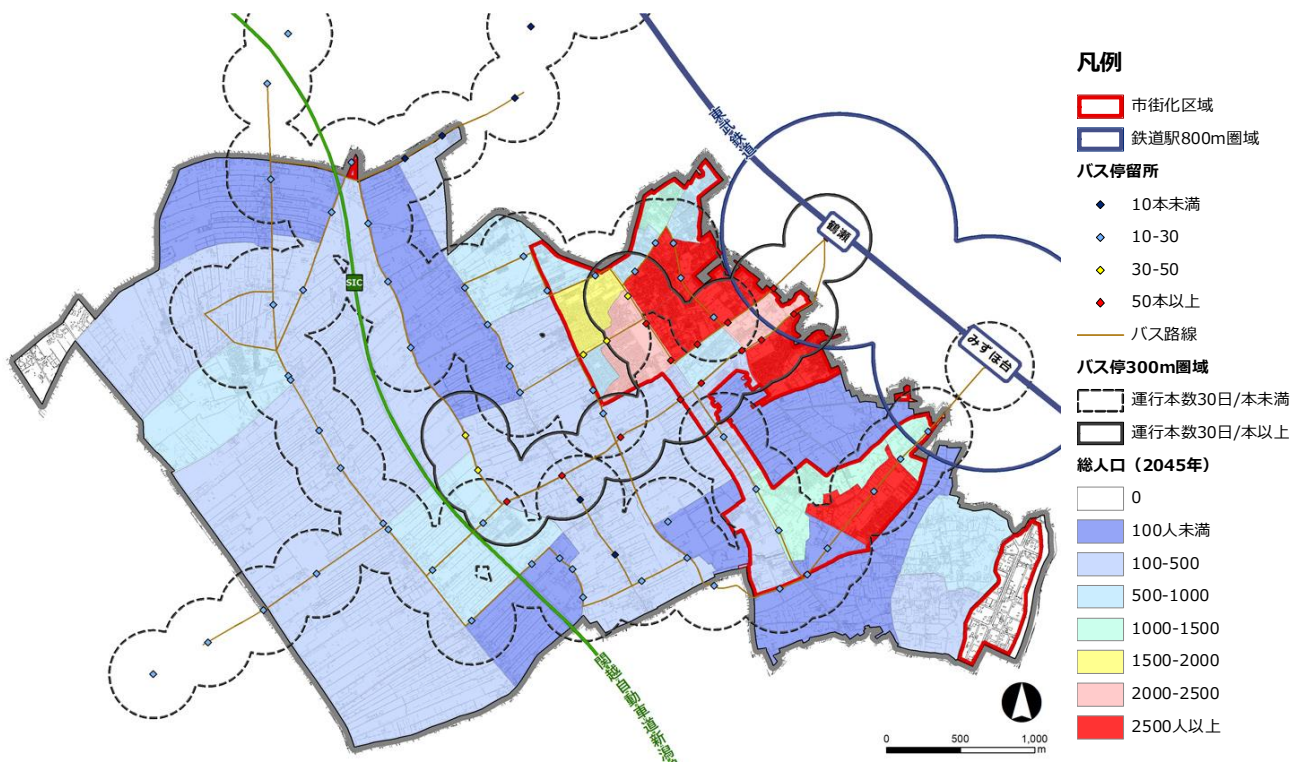 東武鉄道
鶴瀬
みずほ台
SIC
関越自動車道新潟
0 500 1,000
m
凡例
市街化区域
鉄道駅800m圏域
バス停留所
10本未満
10-30
30-50
50本以上
バス路線
バス停300m圏域
運行本数30日/本未満
運行本数30日/本以上
総人口（2045年）
0
100人未満
100-500
500-1000
1000-1500
1500-2000
2000-2500
2500人以上